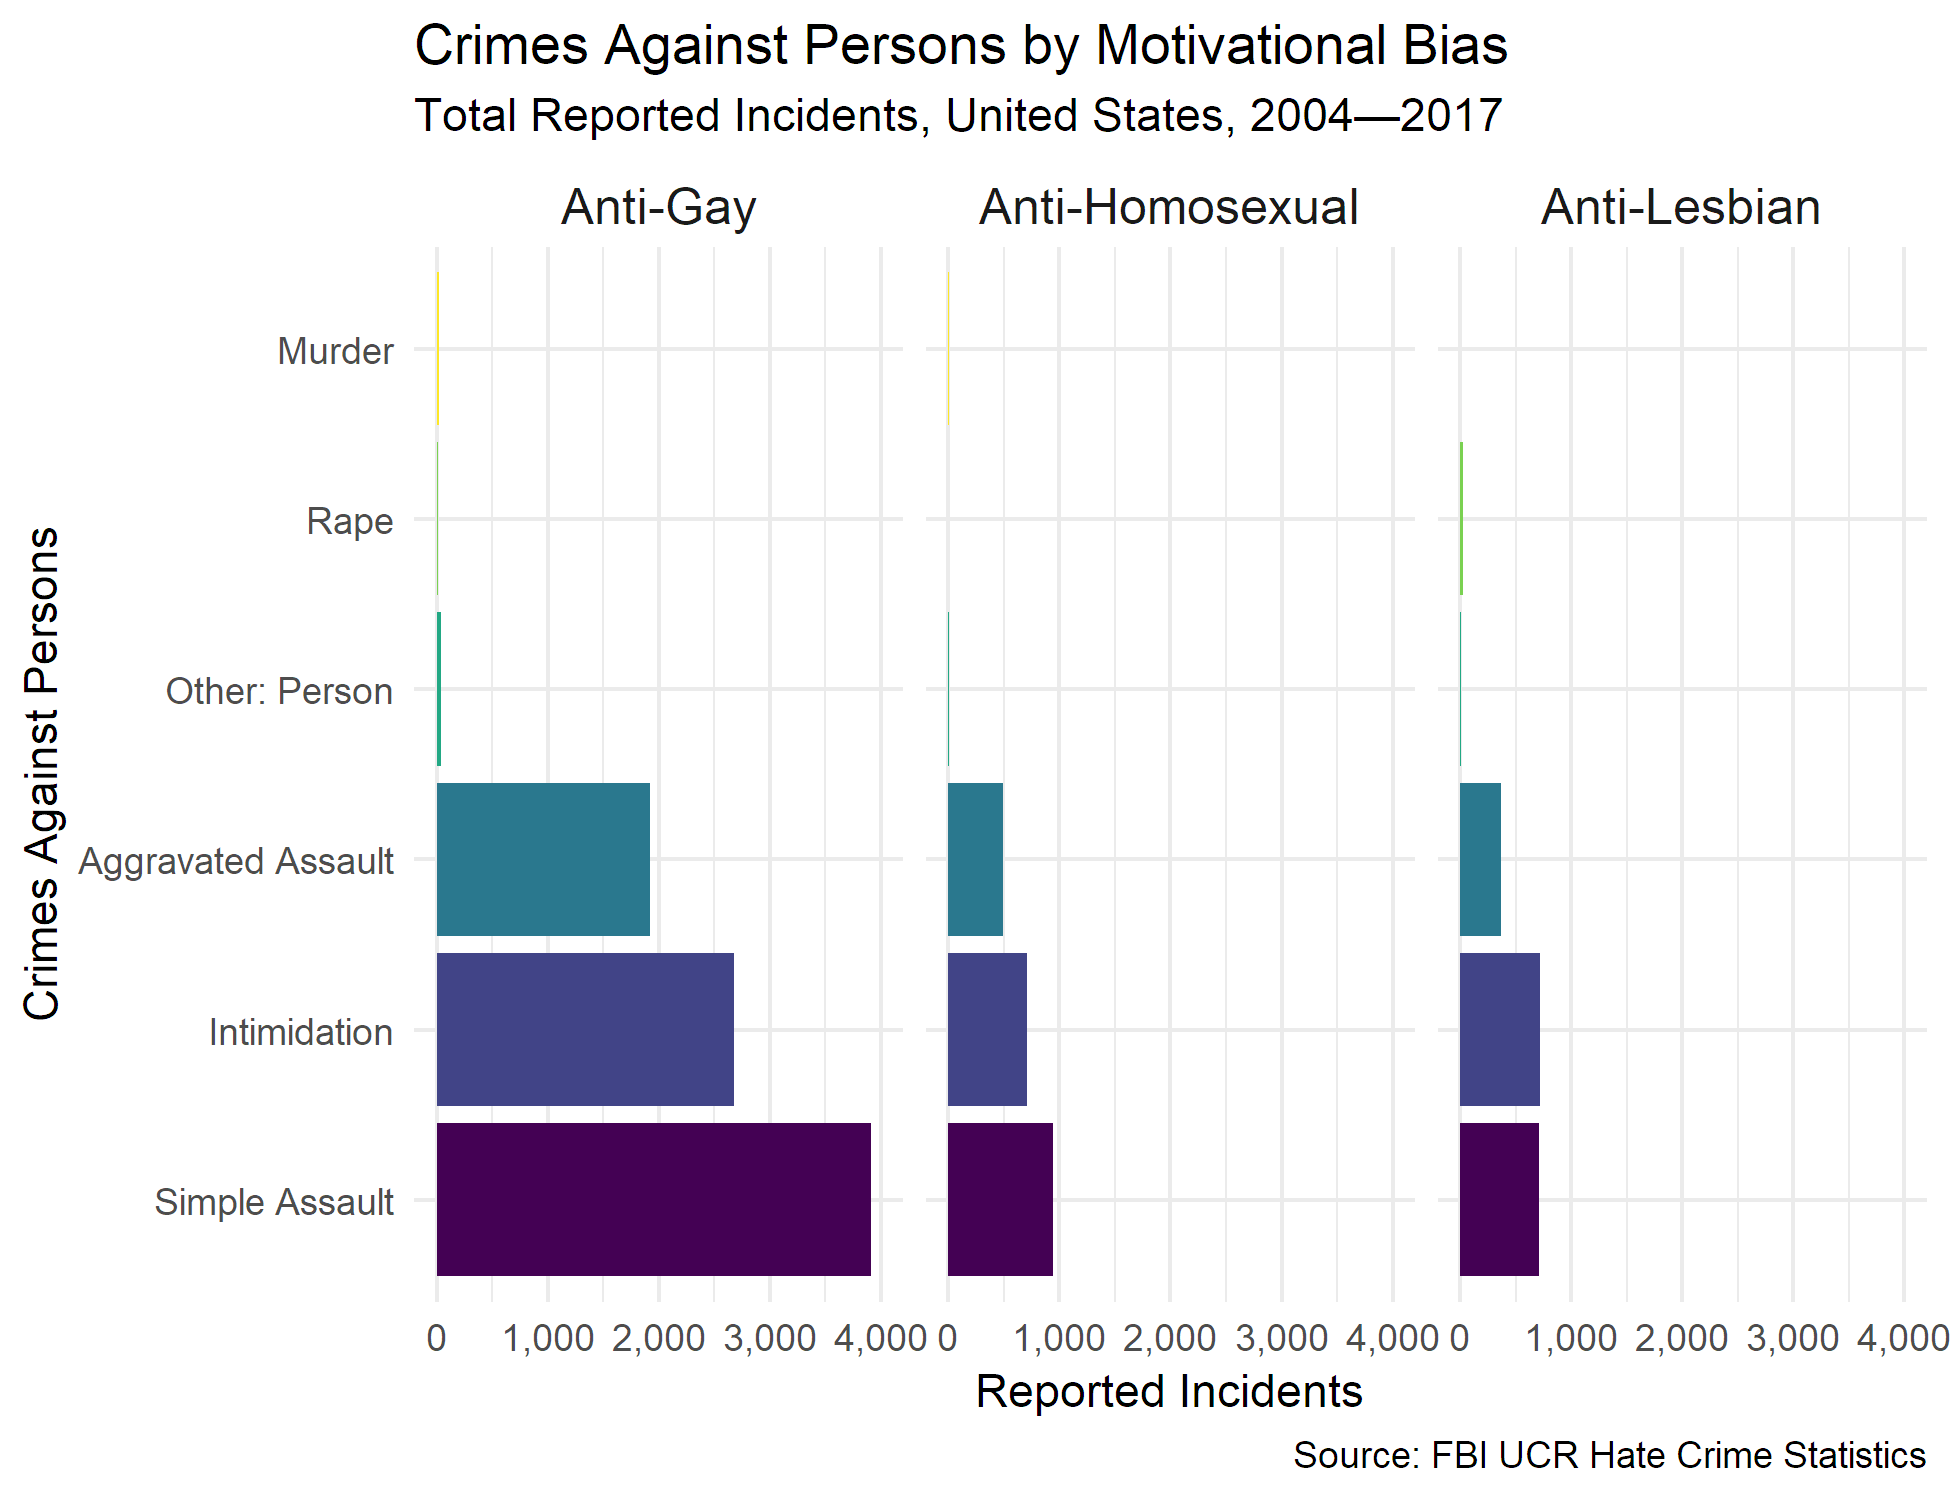 Crimes Against Persons by Motivational Bias
Total Reported Incidents, United States, 2004—2017
Anti-Gay Anti-Homosexual Anti-Lesbian
Crimes Against Persons
Murder
Rape
Other: Person
Aggravated Assault
Intimidation
Simple Assault
0 1,000 2,000 3,000 4,000 0 1,000 2,000 3,000 4,000 0 1,000 2,000 3,000 4,000
Reported Incidents
Source: FBI UCR Hate Crime Statistics